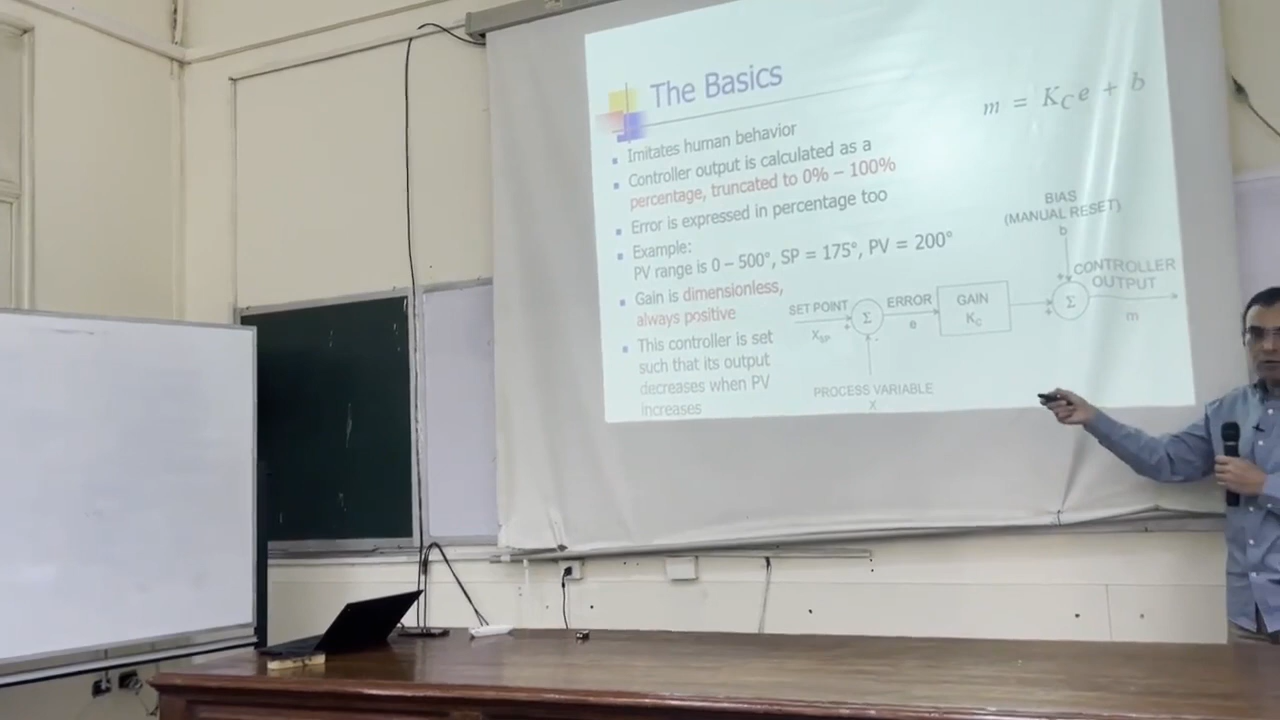 The Basics
m = K_C e + b
Imitates human behavior
Controller output is calculated as a
percentage, truncated to 0% – 100%
Error is expressed in percentage too
Example:
PV range is 0 – 500°, SP = 175°, PV = 200°
Gain is dimensionless,
always positive
This controller is set
such that its output
decreases when PV
increases
BIAS
(MANUAL RESET)
b
+
CONTROLLER
OUTPUT
m
SET POINT
X_SP
+
Σ
-
ERROR
e
GAIN
K_C
+
Σ
PROCESS VARIABLE
X